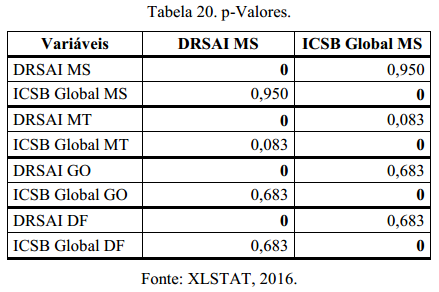 Tabela 20. p-Valores.
Variáveis DRSAI MS ICSB Global MS
DRSAI MS 0 0,950
ICSB Global MS 0,950 0
DRSAI MT 0 0,083
ICSB Global MT 0,083 0
DRSAI GO 0 0,683
ICSB Global GO 0,683 0
DRSAI DF 0 0,683
ICSB Global DF 0,683 0
Fonte: XLSTAT, 2016.